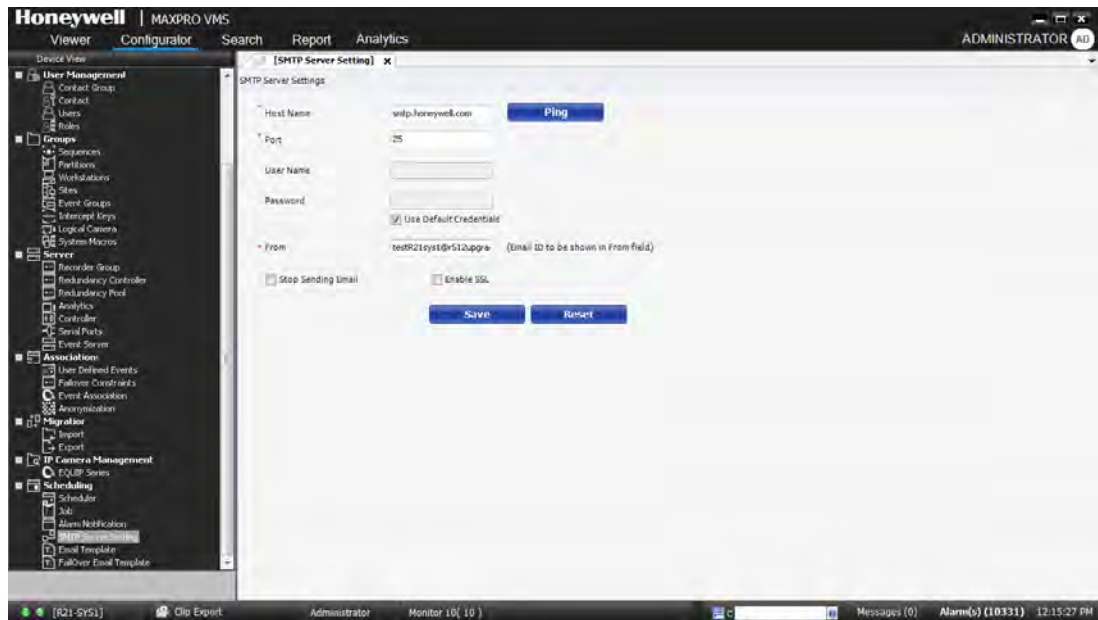 Honeywell | MAXPRO VMS
Viewer Configurator Search Report Analytics ADMINISTRATOR AD
Device View
[SMTP Server Setting] x
User Management
Contact Group
Contact
Users
Roles
Groups
Sequences
Partitions
Workstations
Sites
Event Groups
Intercept Keys
Logical Camera
System Macros
Server
Recorder Group
Redundancy Controller
Redundancy Pool
Analytics
Controller
Serial Ports
Event Server
Association
User Defined Events
Failover Constraints
Event Association
Anonymization
Migration
Import
Export
IP Camera Management
EQUIP Series
Scheduling
Scheduler
Job
Alarm Notification
SMTP Server Setting
Email Template
FailOver Email Template
SMTP Server Settings
* Host Name smtp.honeywell.com Ping
* Port 25
User Name
Password
Use Default Credentials
* From testR21sys1@vS12upgra (Email ID to be shown in From field)
Stop Sending Email Enable SSL
Save Reset
[R21-SYS1] Clip Export Administrator Monitor 10( 10 ) C Messages (0) Alarm(s) (10331) 12:15:27 PM